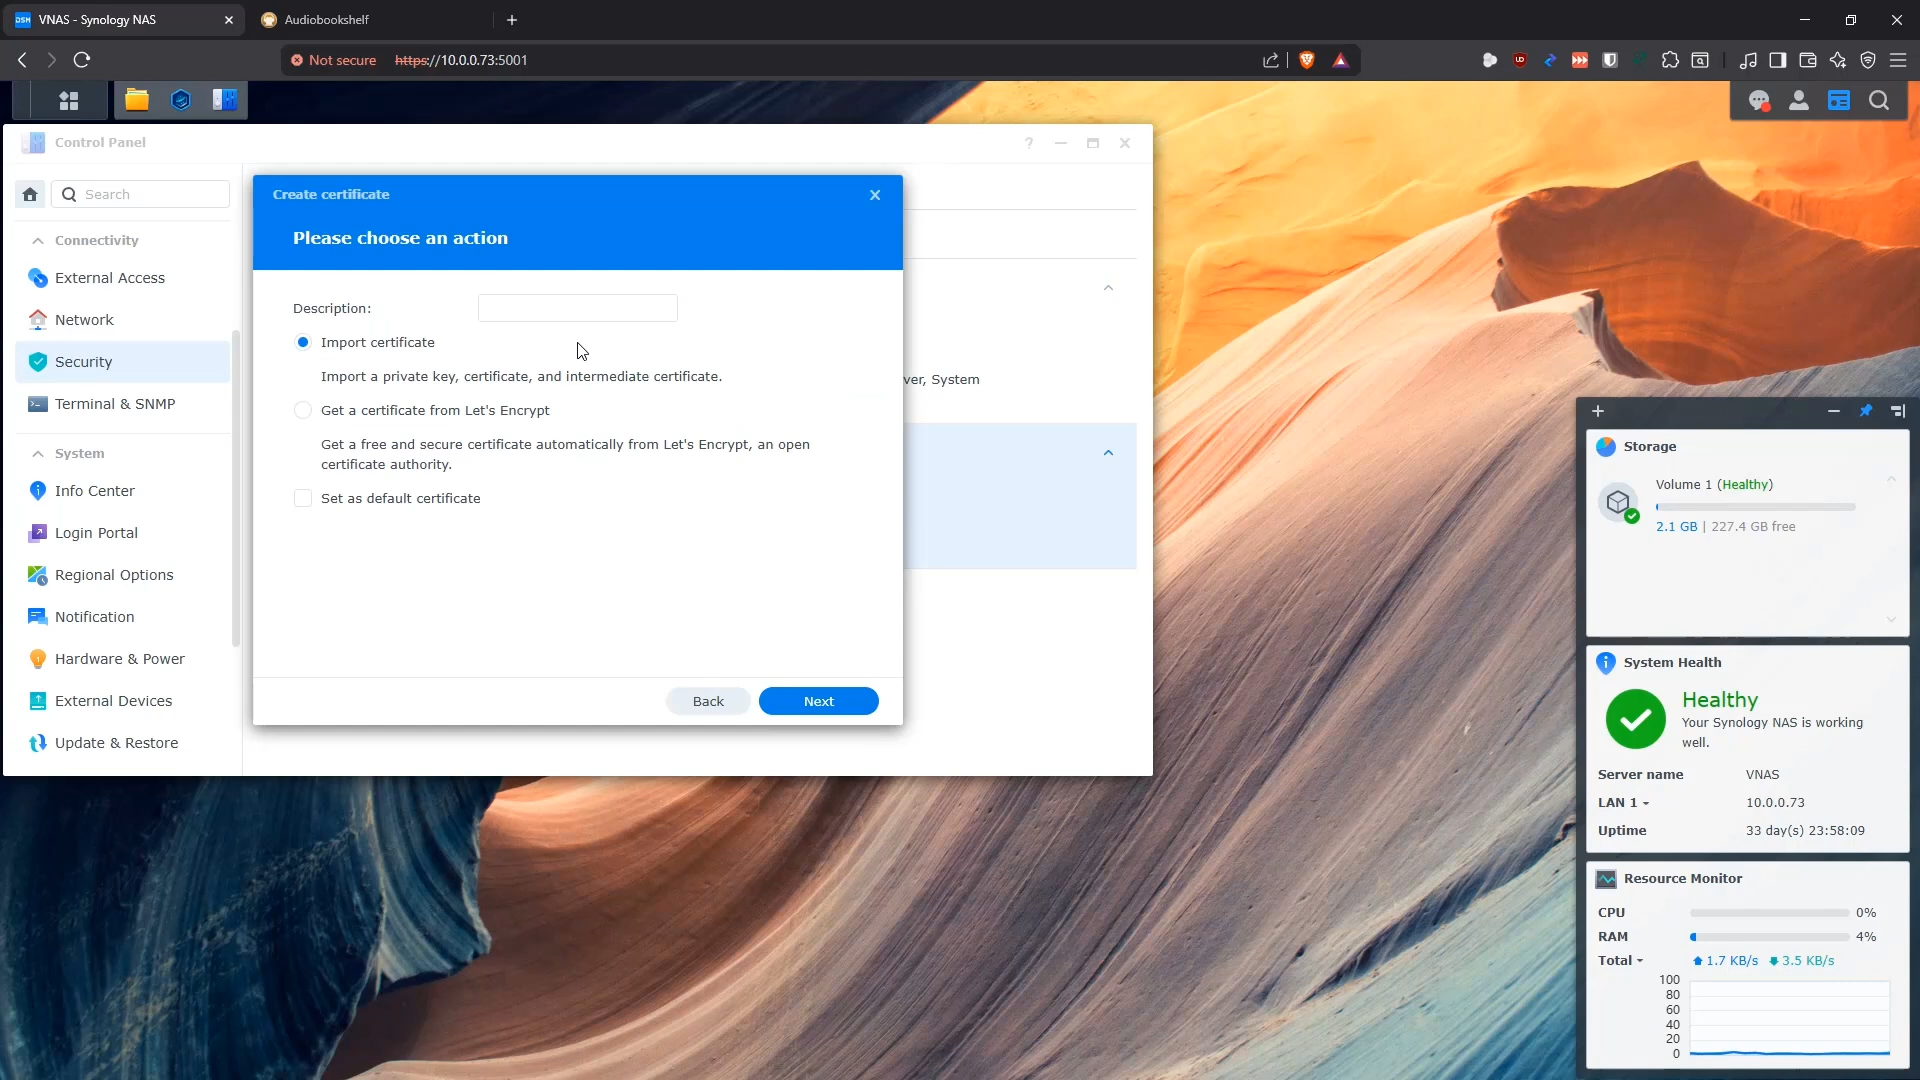 VNAS - Synology NAS
Audiobookshelf
Not secure https://10.0.0.73:5001
Control Panel
Search
Connectivity
External Access
Network
Security
Terminal & SNMP
System
Info Center
Login Portal
Regional Options
Notification
Hardware & Power
External Devices
Update & Restore
Create certificate
Please choose an action
Description:
Import certificate
Import a private key, certificate, and intermediate certificate.
Get a certificate from Let's Encrypt
Get a free and secure certificate automatically from Let's Encrypt, an open
certificate authority.
Set as default certificate
Back
Next
ver, System
Storage
Volume 1 (Healthy)
2.1 GB | 227.4 GB free
System Health
Healthy
Your Synology NAS is working
well.
Server name VNAS
LAN 1 10.0.0.73
Uptime 33 day(s) 23:58:09
Resource Monitor
CPU 0%
RAM 4%
Total 1.7 KB/s 3.5 KB/s
100
80
60
40
20
0